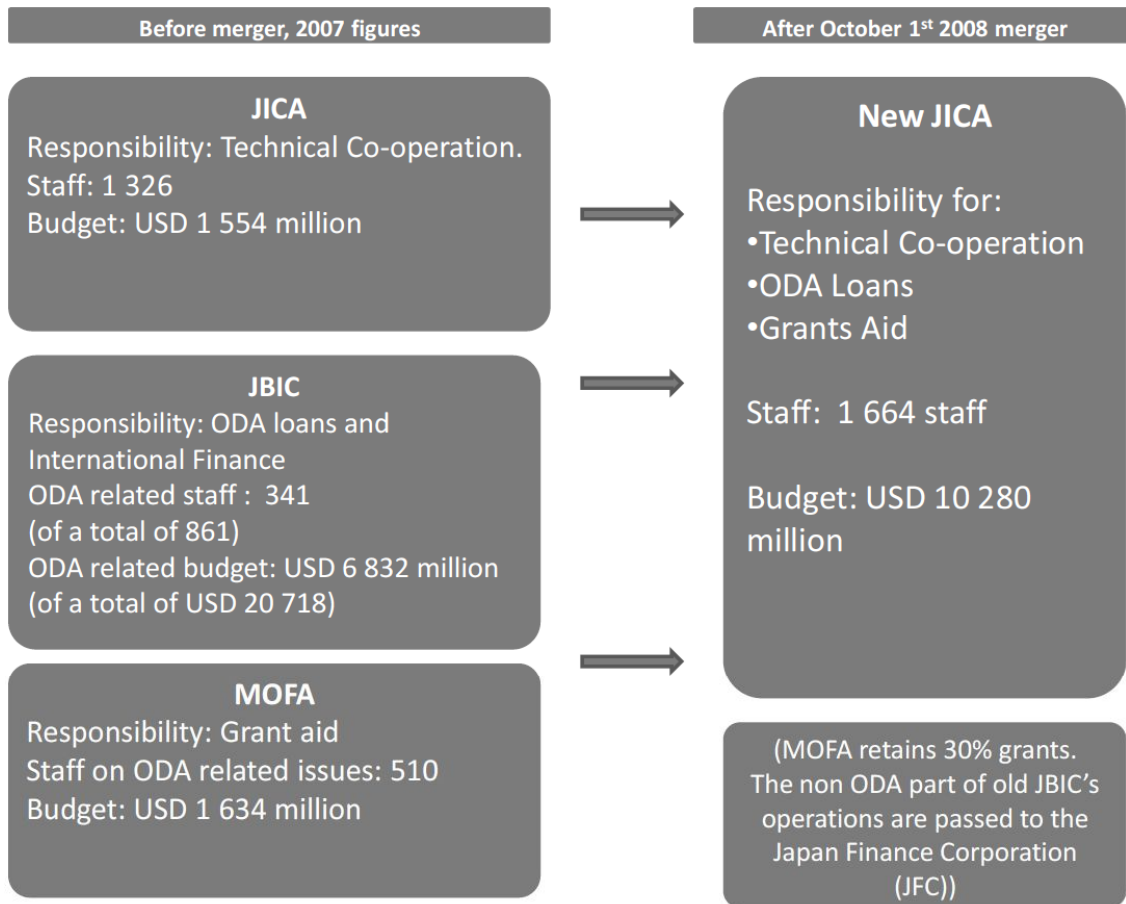 Before merger, 2007 figures
JICA
Responsibility: Technical Co-operation.
Staff: 1 326
Budget: USD 1 554 million
JBIC
Responsibility: ODA loans and
International Finance
ODA related staff :  341
(of a total of 861)
ODA related budget: USD 6 832 million
(of a total of USD 20 718)
MOFA
Responsibility: Grant aid
Staff on ODA related issues: 510
Budget: USD 1 634 million
After October 1st 2008 merger
New JICA
Responsibility for:
•Technical Co-operation
•ODA Loans
•Grants Aid
Staff:  1 664 staff
Budget: USD 10 280
million
(MOFA retains 30% grants.
The non ODA part of old JBIC’s
operations are passed to the
Japan Finance Corporation
(JFC))